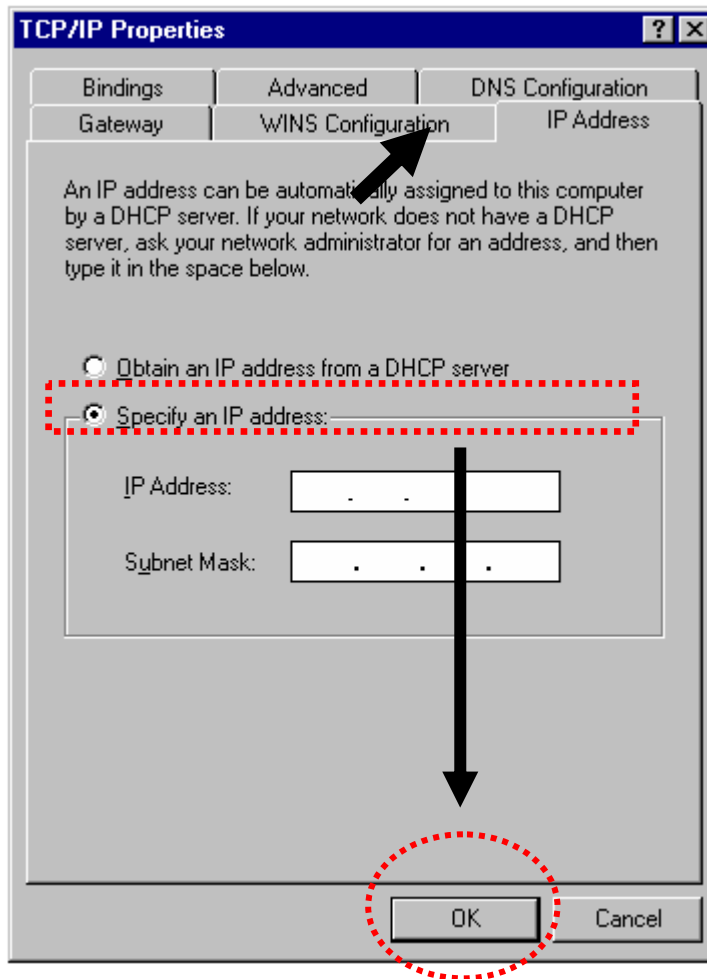 TCP/IP Properties
Bindings Advanced DNS Configuration
Gateway WINS Configuration IP Address
An IP address can be automatically assigned to this computer
by a DHCP server. If your network does not have a DHCP
server, ask your network administrator for an address, and then
type it in the space below.
Obtain an IP address from a DHCP server
Specify an IP address:
IP Address: . .
Subnet Mask: . . .
OK Cancel